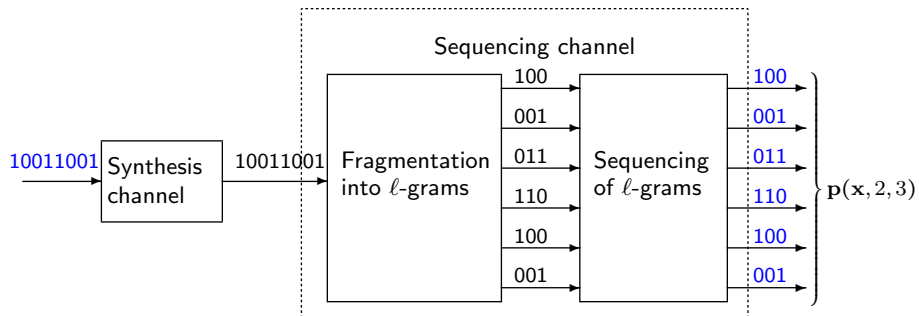 Sequencing channel
10011001
Synthesis
channel
10011001
Fragmentation
into ℓ-grams
100
001
011
110
100
001
Sequencing
of ℓ-grams
100
001
011
110
100
001
p(x, 2, 3)